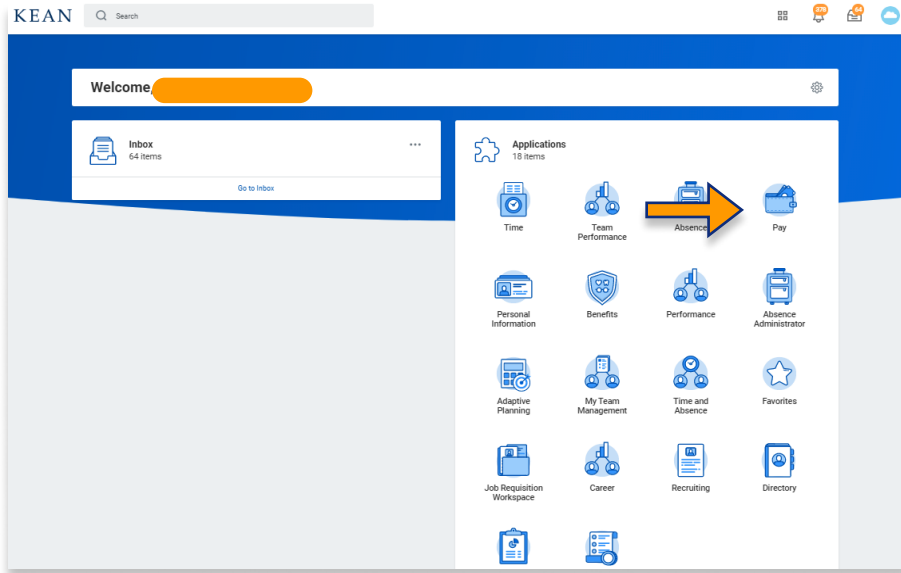 KEAN
Search
378
64
Welcome,
Inbox
64 items
Go to Inbox
Applications
18 items
Time
Team
Performance
Absence
Pay
Personal
Information
Benefits
Performance
Absence
Administrator
Adaptive
Planning
My Team
Management
Time and
Absence
Favorites
Job Requisition
Workspace
Career
Recruiting
Directory